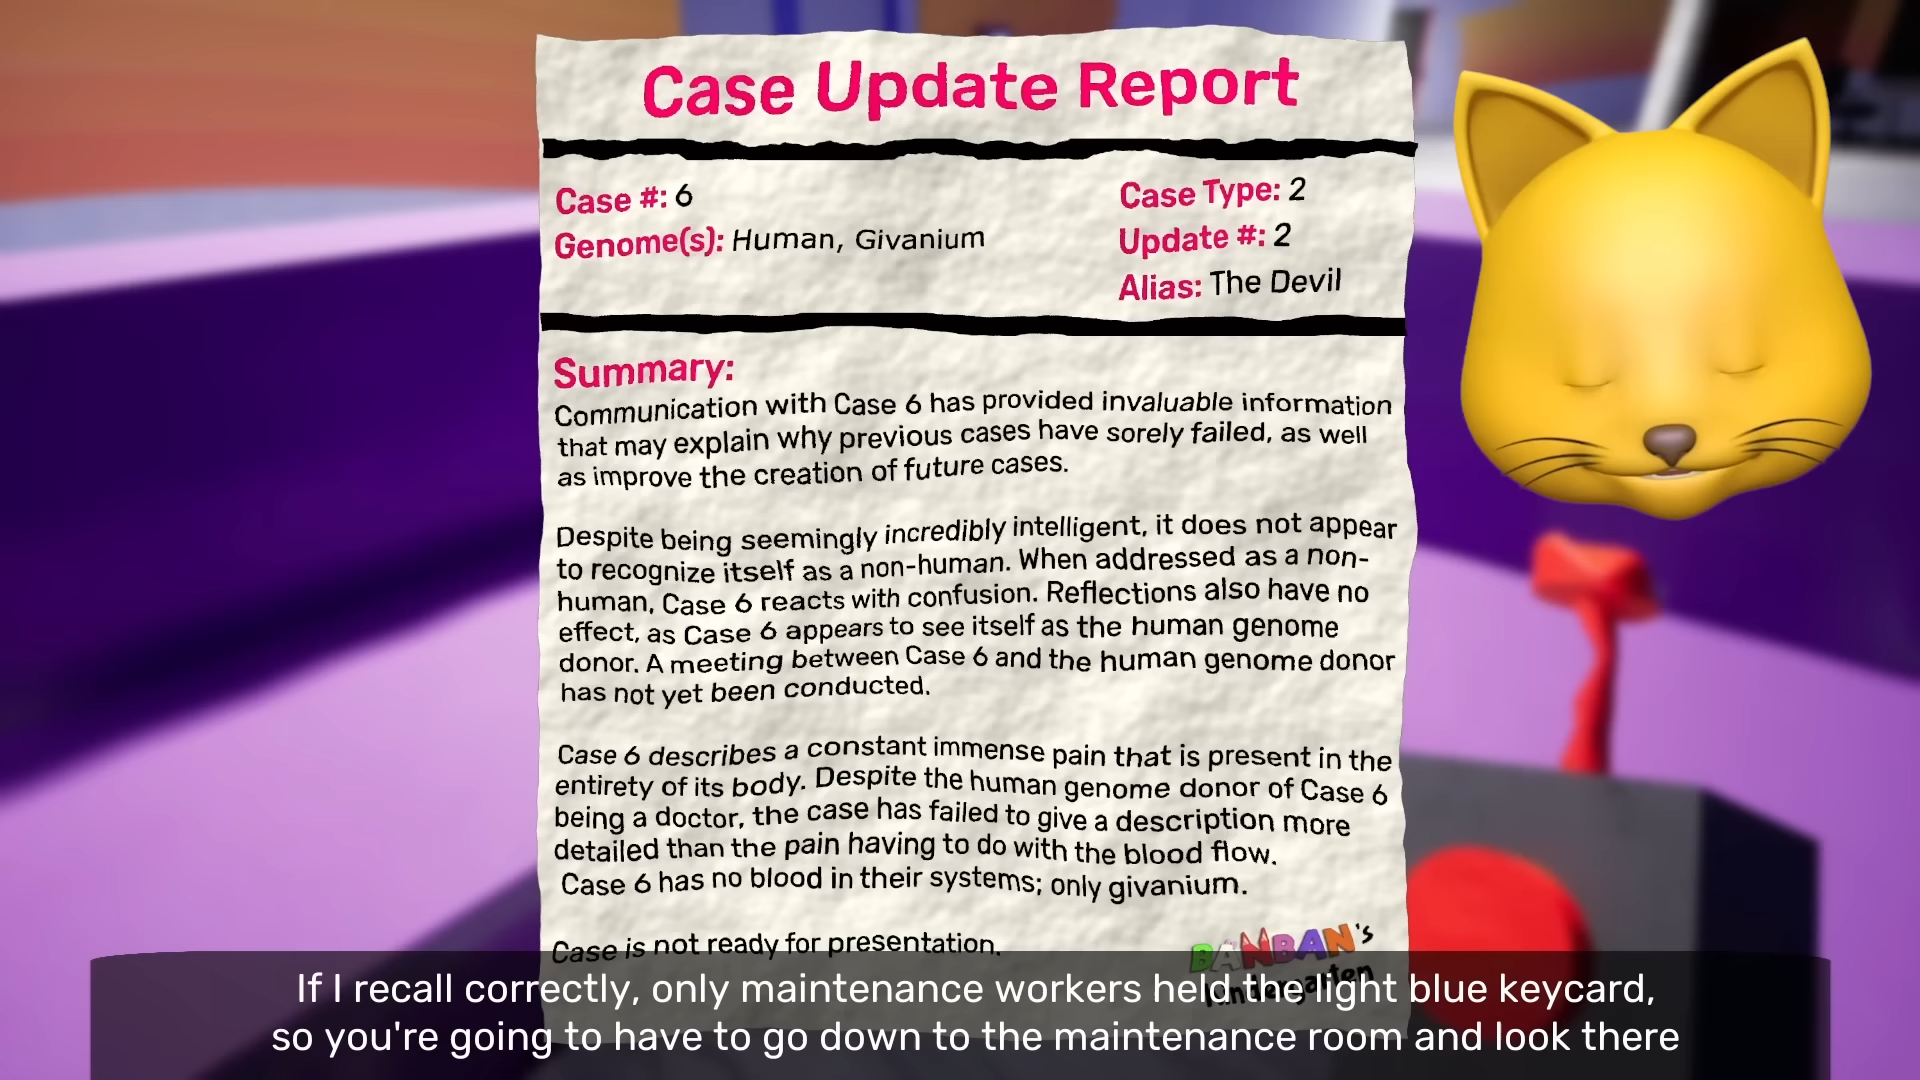 Case Update Report
Case #: 6
Genome(s): Human, Givanium
Case Type: 2
Update #: 2
Alias: The Devil
Summary:
Communication with Case 6 has provided invaluable information
that may explain why previous cases have sorely failed, as well
as improve the creation of future cases.
Despite being seemingly incredibly intelligent, it does not appear
to recognize itself as a non-human. When addressed as a non-
human, Case 6 reacts with confusion. Reflections also have no
effect, as Case 6 appears to see itself as the human genome
donor. A meeting between Case 6 and the human genome donor
has not yet been conducted.
Case 6 describes a constant immense pain that is present in the
entirety of its body. Despite the human genome donor of Case 6
being a doctor, the case has failed to give a description more
detailed than the pain having to do with the blood flow.
Case 6 has no blood in their systems; only givanium.
Case is not ready for presentation.
BANBAN's
kindergarten
If I recall correctly, only maintenance workers held the light blue keycard,
so you're going to have to go down to the maintenance room and look there